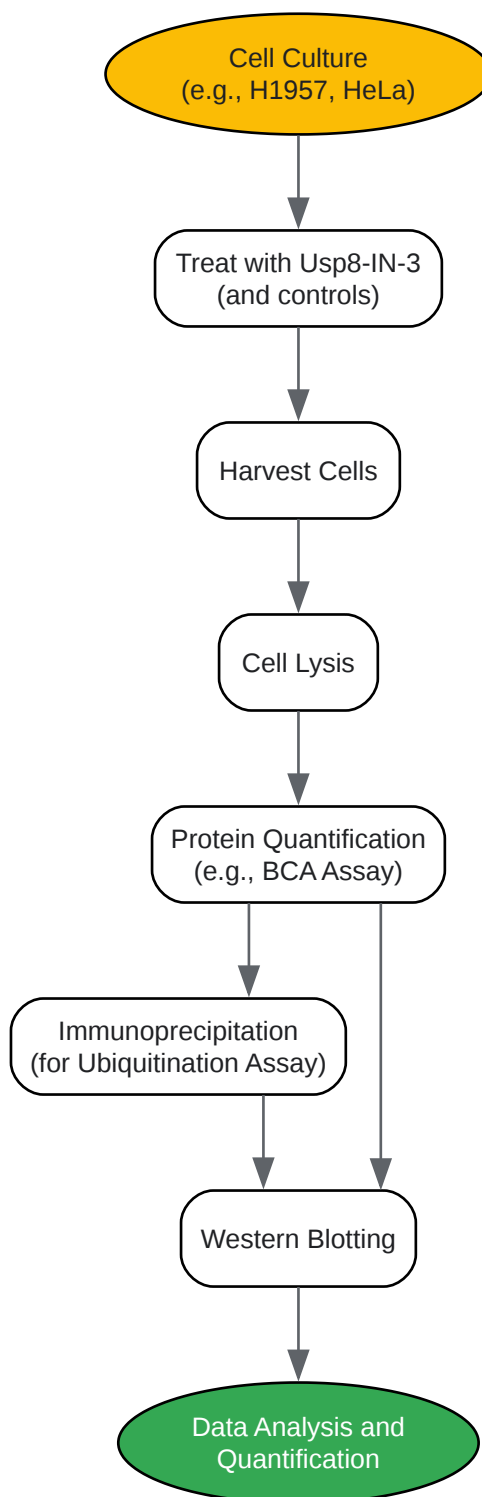 Cell Culture
(e.g., H1957, HeLa)
Treat with Usp8-IN-3
(and controls)
Harvest Cells
Cell Lysis
Protein Quantification
(e.g., BCA Assay)
Immunoprecipitation
(for Ubiquitination Assay)
Western Blotting
Data Analysis and
Quantification